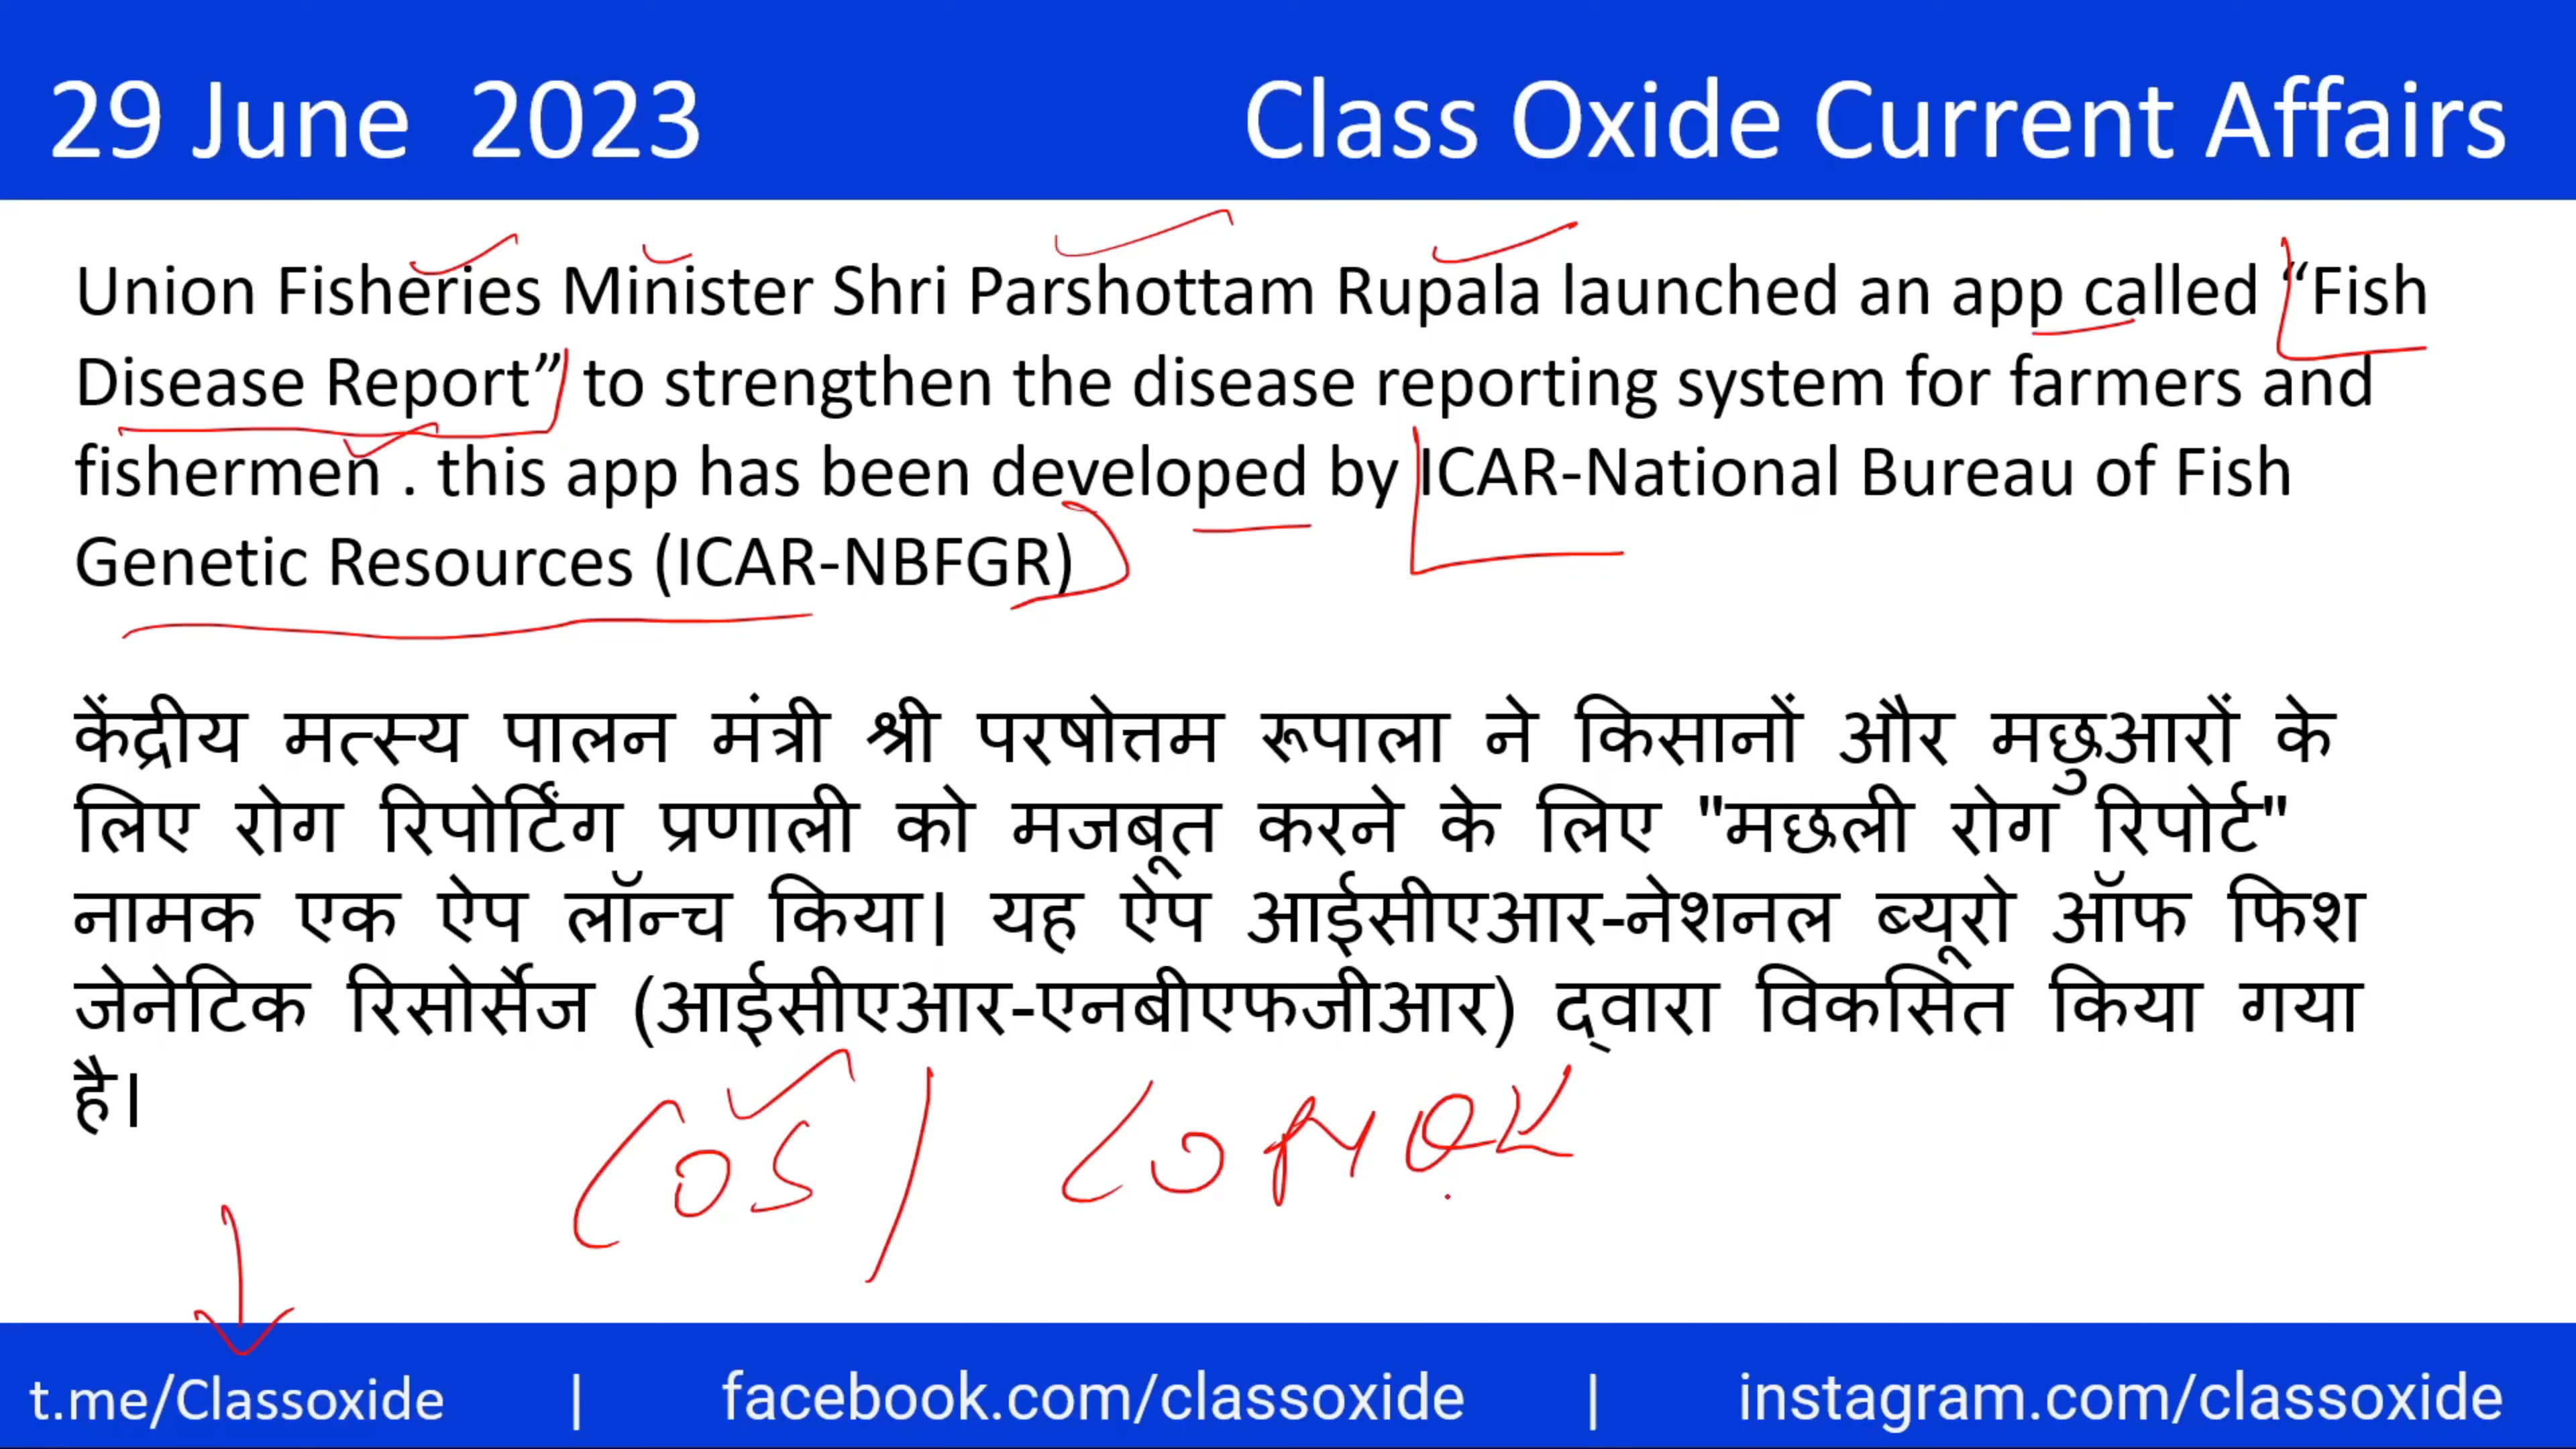 29 June 2023
Class Oxide Current Affairs
Union Fisheries Minister Shri Parshottam Rupala launched an app called “Fish
Disease Report” to strengthen the disease reporting system for farmers and
fishermen . this app has been developed by ICAR-National Bureau of Fish
Genetic Resources (ICAR-NBFGR)
केंद्रीय मत्स्य पालन मंत्री श्री परषोत्तम रूपाला ने किसानों और मछुआरों के
लिए रोग रिपोर्टिंग प्रणाली को मजबूत करने के लिए "मछली रोग रिपोर्ट"
नामक एक ऐप लॉन्च किया। यह ऐप आईसीएआर-नेशनल ब्यूरो ऑफ फिश
जेनेटिक रिसोर्सेज (आईसीएआर-एनबीएफजीआर) द्वारा विकसित किया गया
है।
t.me/Classoxide | facebook.com/classoxide | instagram.com/classoxide